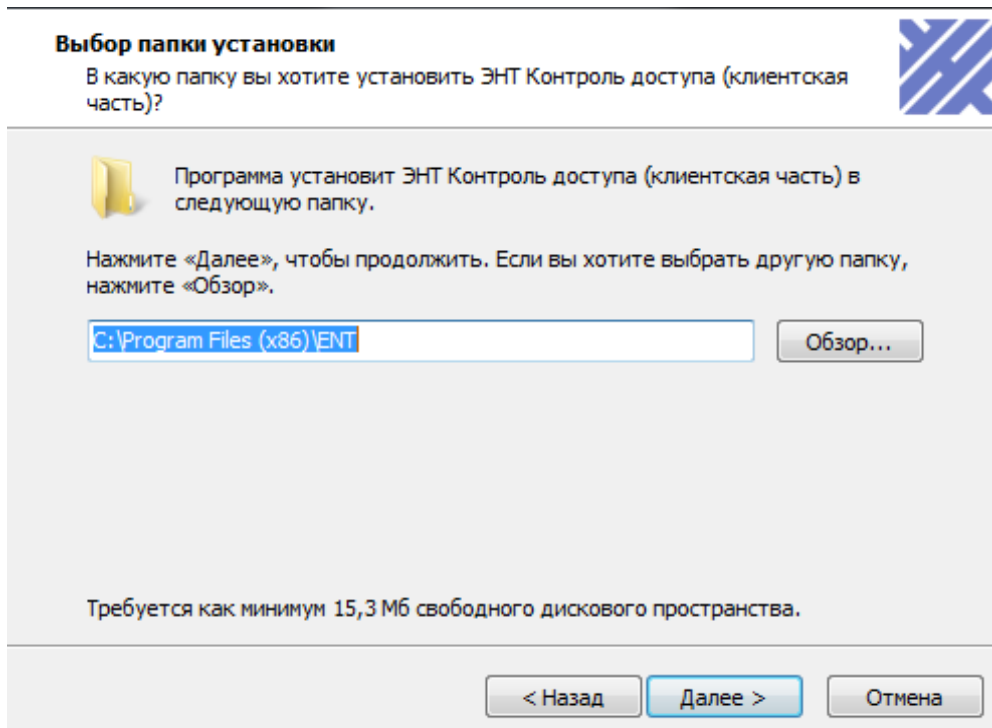 Выбор папки установки
В какую папку вы хотите установить ЭНТ Контроль доступа (клиентская
часть)?
Программа установит ЭНТ Контроль доступа (клиентская часть) в
следующую папку.
Нажмите «Далее», чтобы продолжить. Если вы хотите выбрать другую папку,
нажмите «Обзор».
C:\Program Files (x86)\ENT
Обзор...
Требуется как минимум 15,3 Мб свободного дискового пространства.
< Назад
Далее >
Отмена